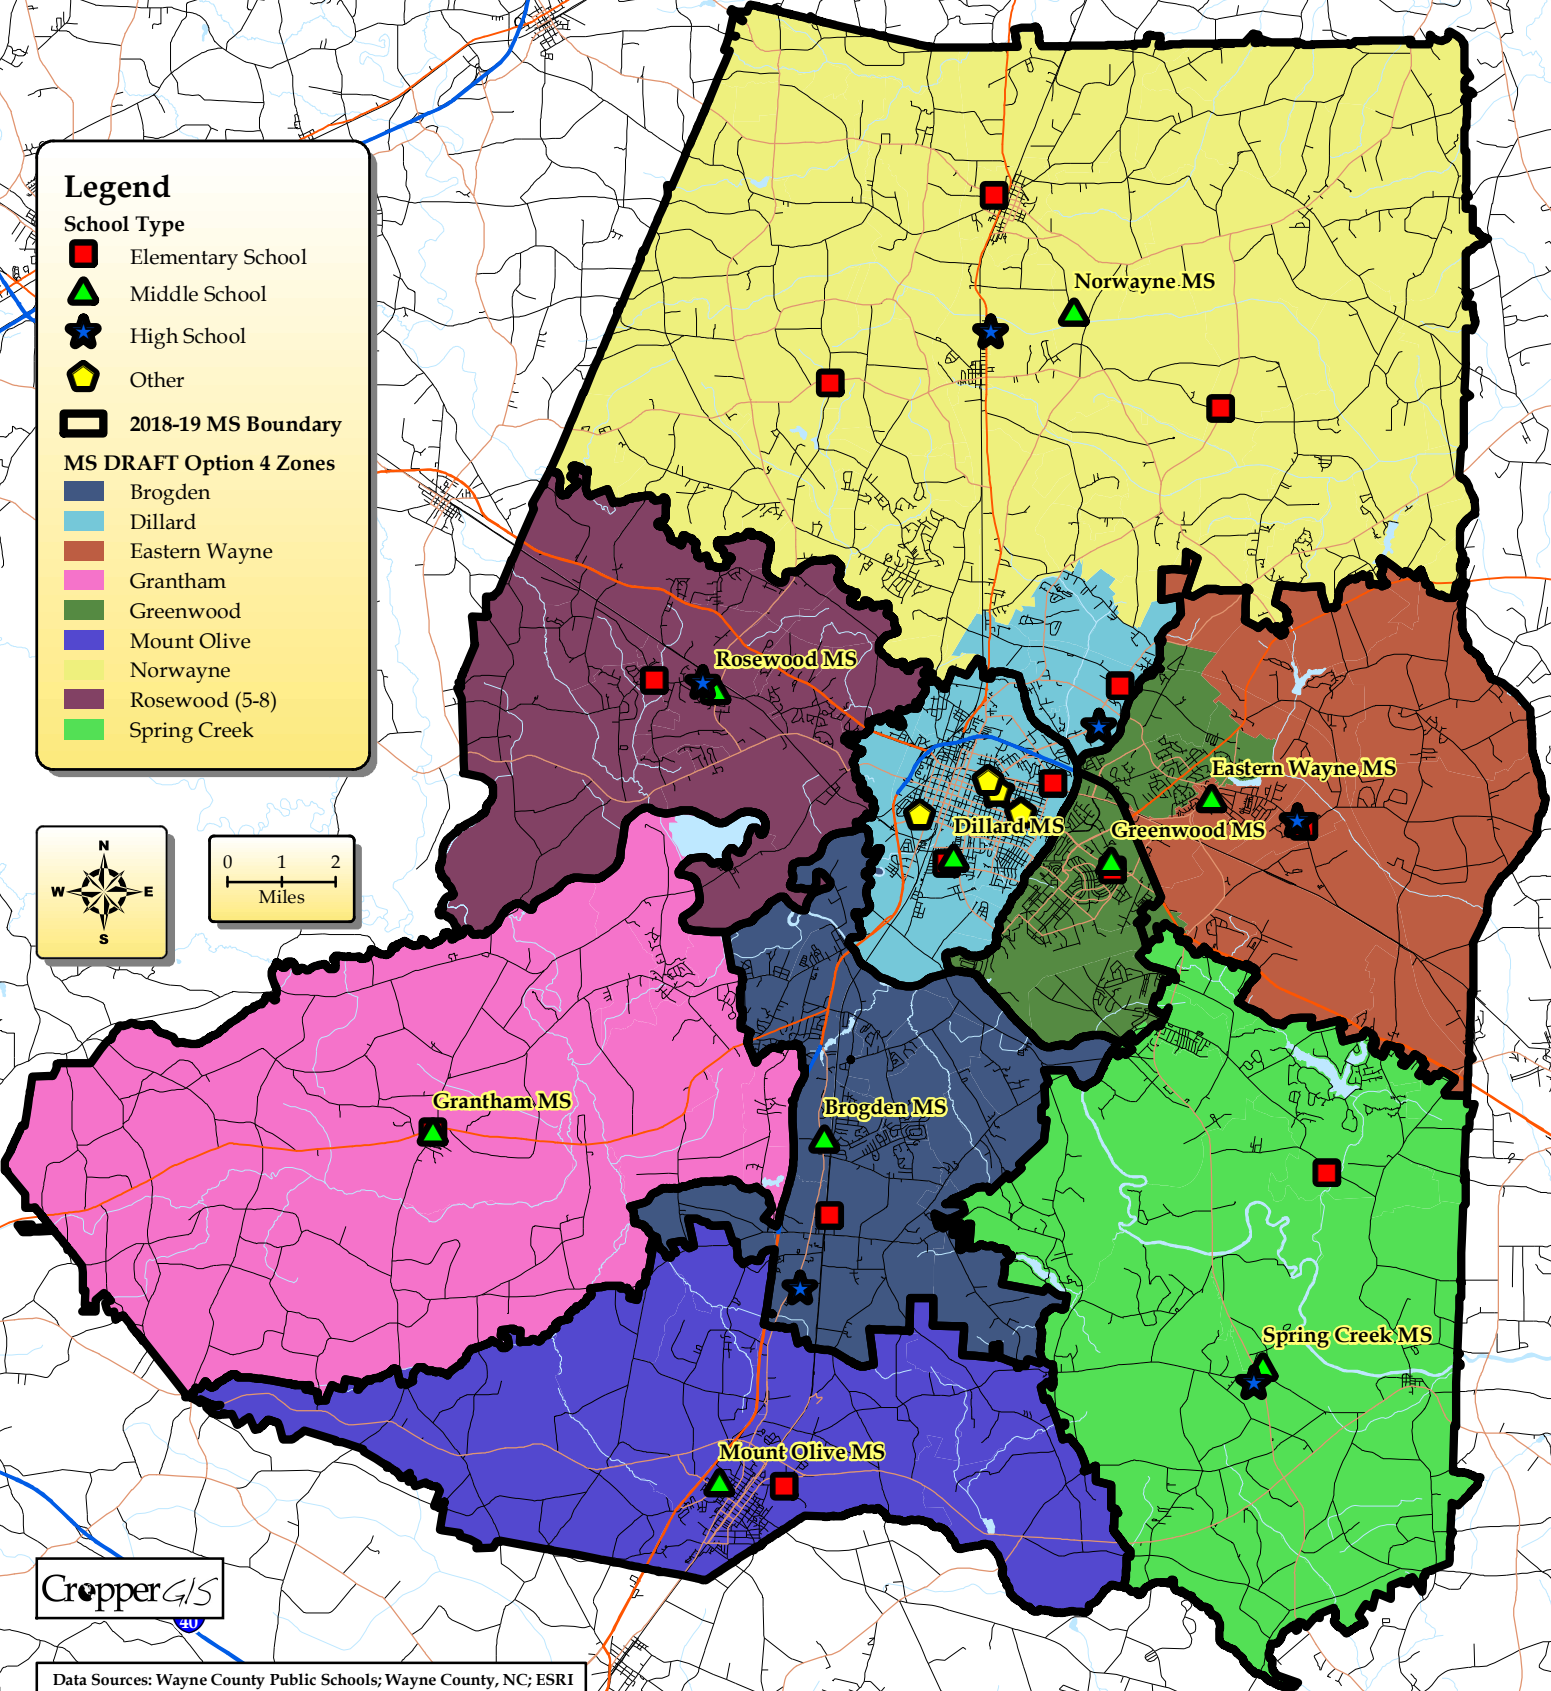 Legend
School Type
Elementary School
Middle School
High School
Other
2018-19 MS Boundary
MS DRAFT Option 4 Zones
Brogden
Dillard
Eastern Wayne
Grantham
Greenwood
Mount Olive
Norwayne
Rosewood (5-8)
Spring Creek
N
W E
S
0 1 2
Miles
Norwayne MS
Rosewood MS
Eastern Wayne MS
Dillard MS
Greenwood MS
Grantham MS
Brogden MS
Spring Creek MS
Mount Olive MS
Cropper GIS
40
Data Sources: Wayne County Public Schools; Wayne County, NC; ESRI